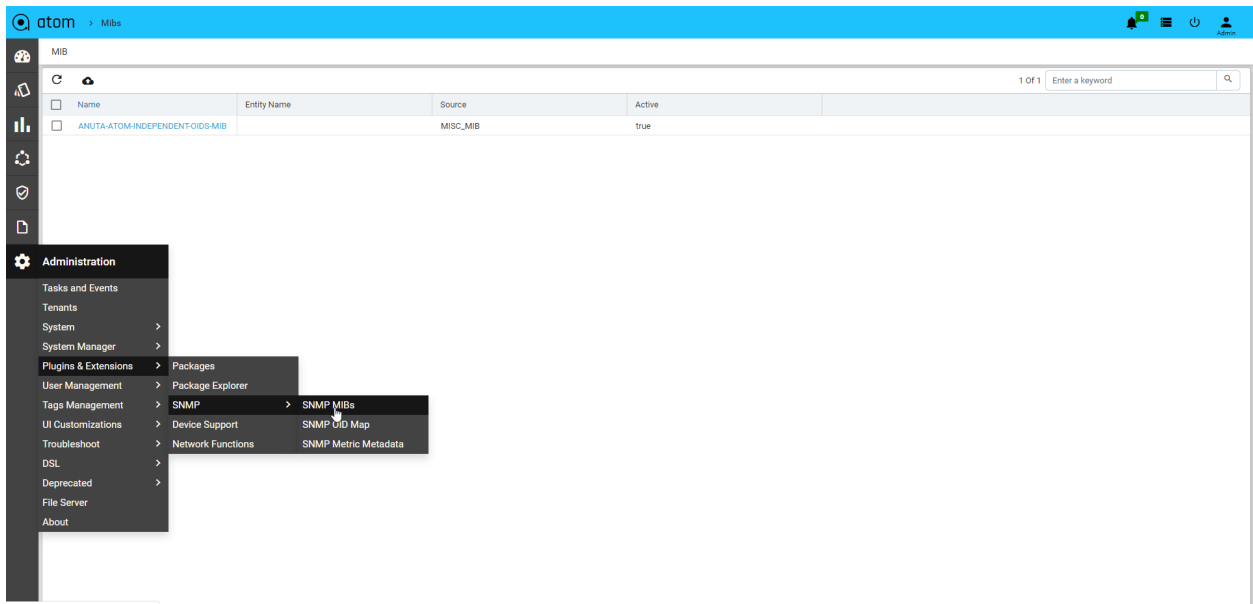 atom > Mibs
0
Admin
MIB
1 Of 1 Enter a keyword
Name Entity Name Source Active
ANUTA-ATOM-INDEPENDENT-OIDS-MIB MISC_MIB true
Administration
Tasks and Events
Tenants
System >
System Manager >
Plugins & Extensions > Packages
User Management > Package Explorer
Tags Management > SNMP > SNMP MIBs
UI Customizations > Device Support SNMP OID Map
Troubleshoot > Network Functions SNMP Metric Metadata
DSL >
Deprecated >
File Server
About